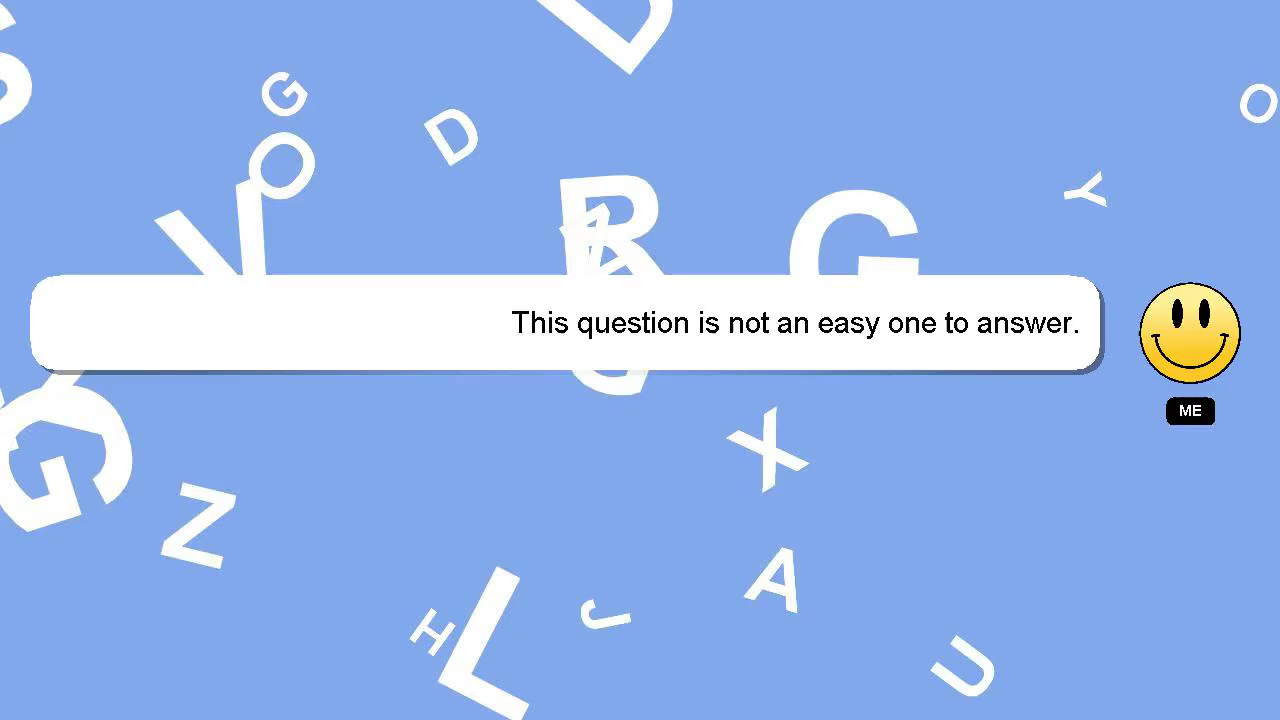 S
D
G
D
O
O
Y
V
R
G
This question is not an easy one to answer.
ME
G
X
Z
A
L
H
J
U